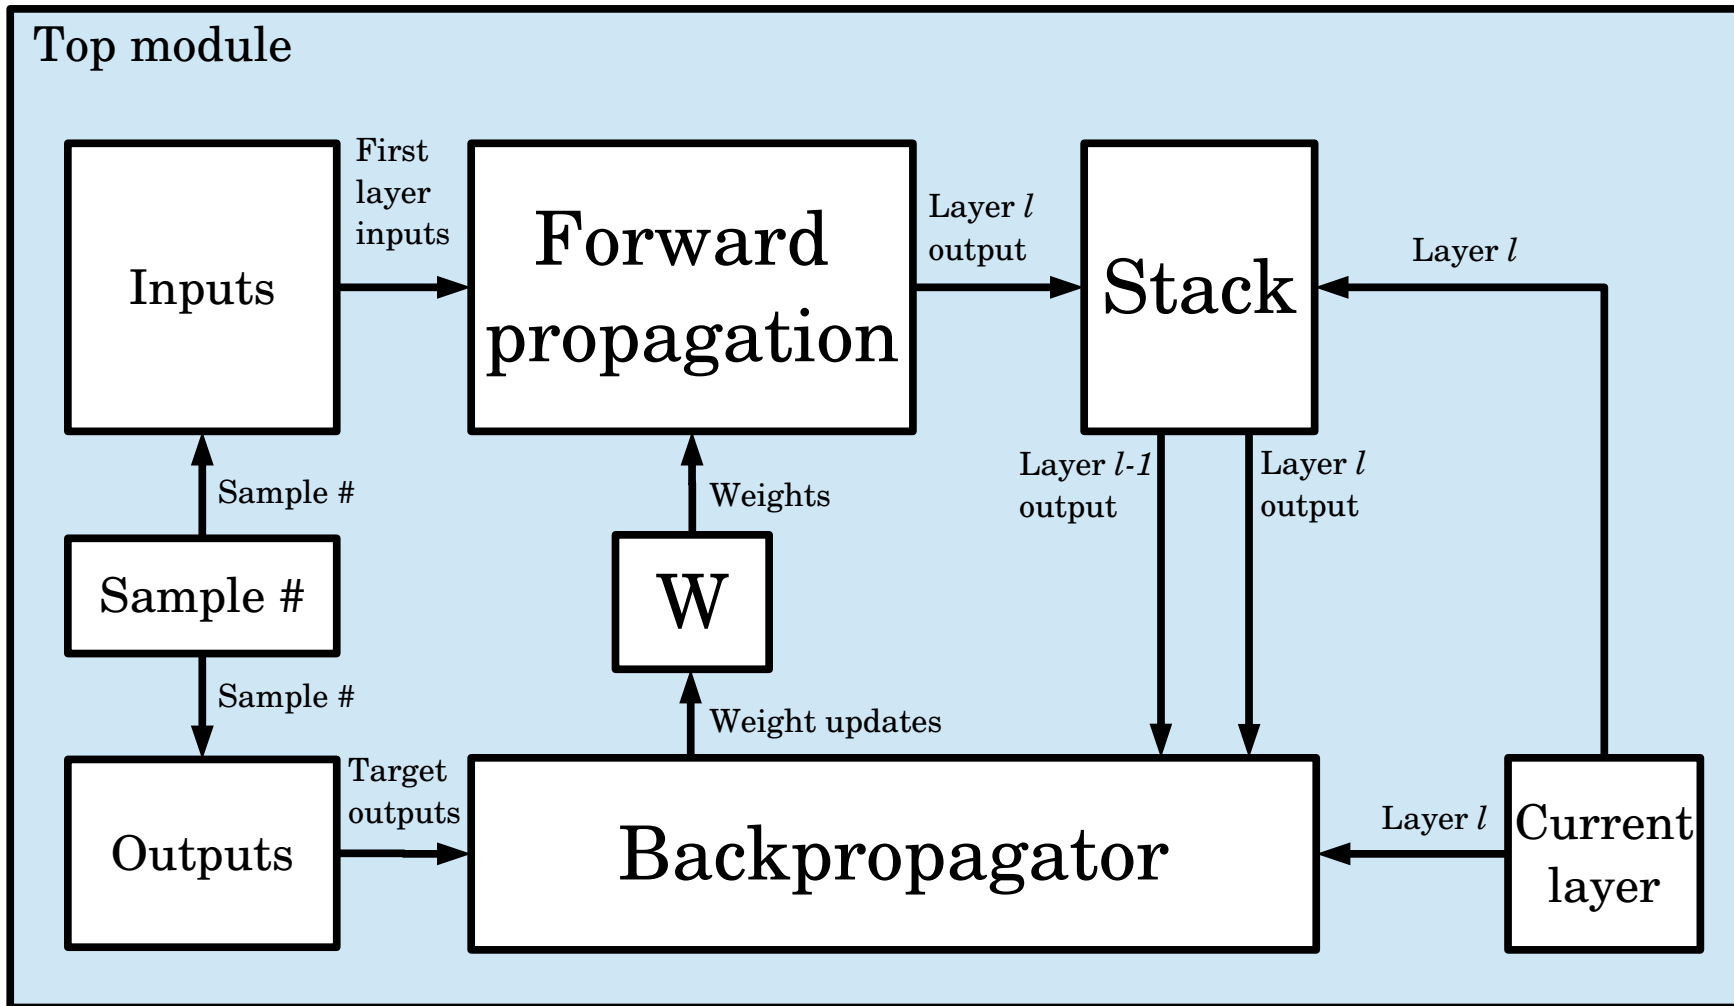 Top module
First
layer
inputs
Inputs
Forward
propagation
Layer l
output
Stack
Layer l
Sample #
Weights
Layer l-1
output
Layer l
output
Sample #
W
Sample #
Weight updates
Target
outputs
Outputs
Backpropagator
Layer l
Current
layer